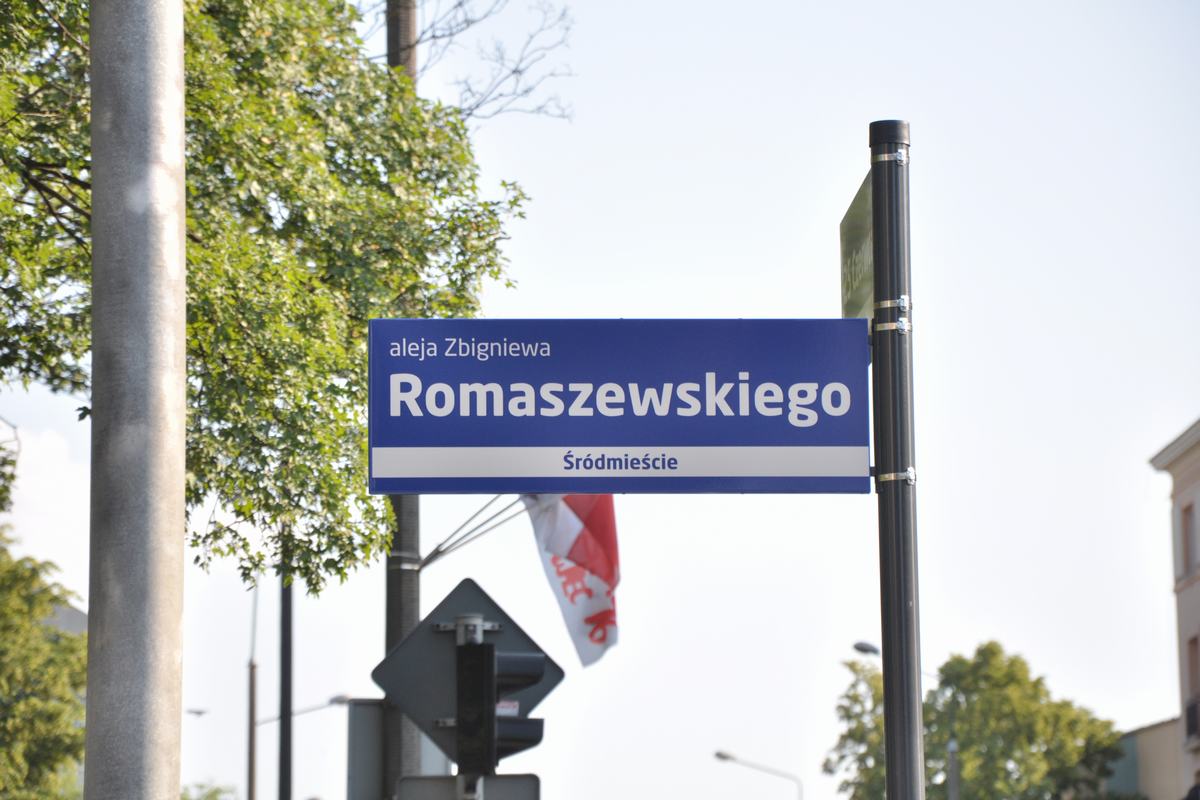 aleja Zbigniewa
Romaszewskiego
Śródmieście